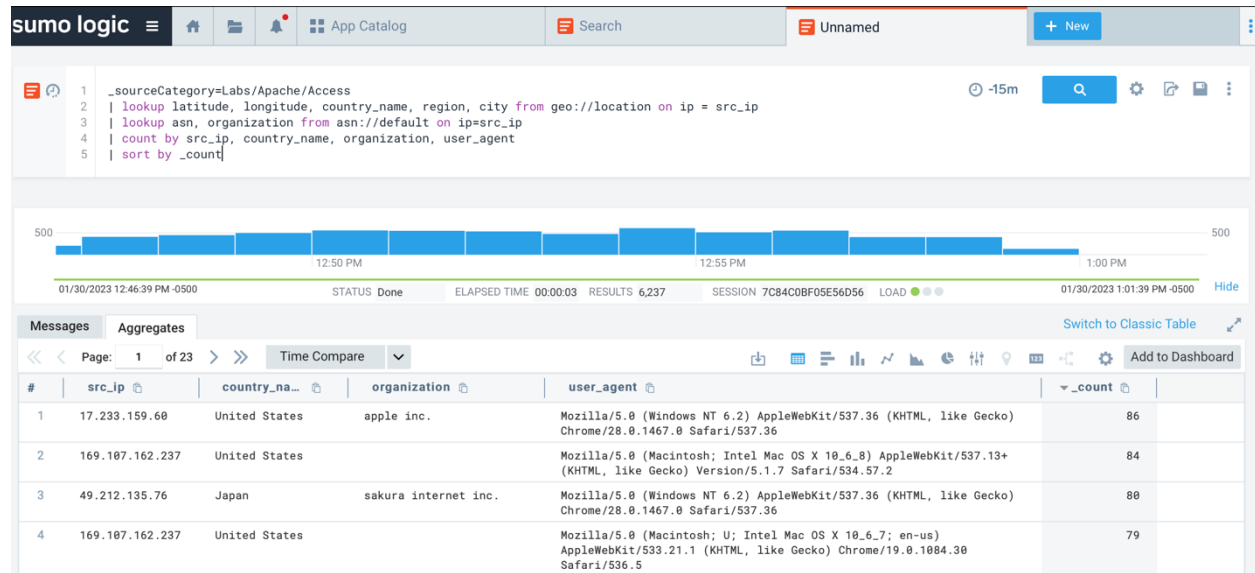 sumo logic
App Catalog
Search
Unnamed
+ New
1 _sourceCategory=Labs/Apache/Access
2 | lookup latitude, longitude, country_name, region, city from geo://location on ip = src_ip
3 | lookup asn, organization from asn://default on ip=src_ip
4 | count by src_ip, country_name, organization, user_agent
5 | sort by _count
-15m
500
500
12:50 PM
12:55 PM
1:00 PM
01/30/2023 12:46:39 PM -0500
STATUS Done
ELAPSED TIME 00:00:03
RESULTS 6,237
SESSION 7C84C0BF05E56D56
LOAD
01/30/2023 1:01:39 PM -0500
Hide
Messages
Aggregates
Switch to Classic Table
Page: 1 of 23
Time Compare
Add to Dashboard
# src_ip country_na... organization user_agent _count
1 17.233.159.60 United States apple inc. Mozilla/5.0 (Windows NT 6.2) AppleWebKit/537.36 (KHTML, like Gecko) 86
Chrome/28.0.1467.0 Safari/537.36
2 169.107.162.237 United States Mozilla/5.0 (Macintosh; Intel Mac OS X 10_6_8) AppleWebKit/537.13+ 84
(KHTML, like Gecko) Version/5.1.7 Safari/534.57.2
3 49.212.135.76 Japan sakura internet inc. Mozilla/5.0 (Windows NT 6.2) AppleWebKit/537.36 (KHTML, like Gecko) 80
Chrome/28.0.1467.0 Safari/537.36
4 169.107.162.237 United States Mozilla/5.0 (Macintosh; U; Intel Mac OS X 10_6_7; en-us) 79
AppleWebKit/533.21.1 (KHTML, like Gecko) Chrome/19.0.1084.30
Safari/536.5